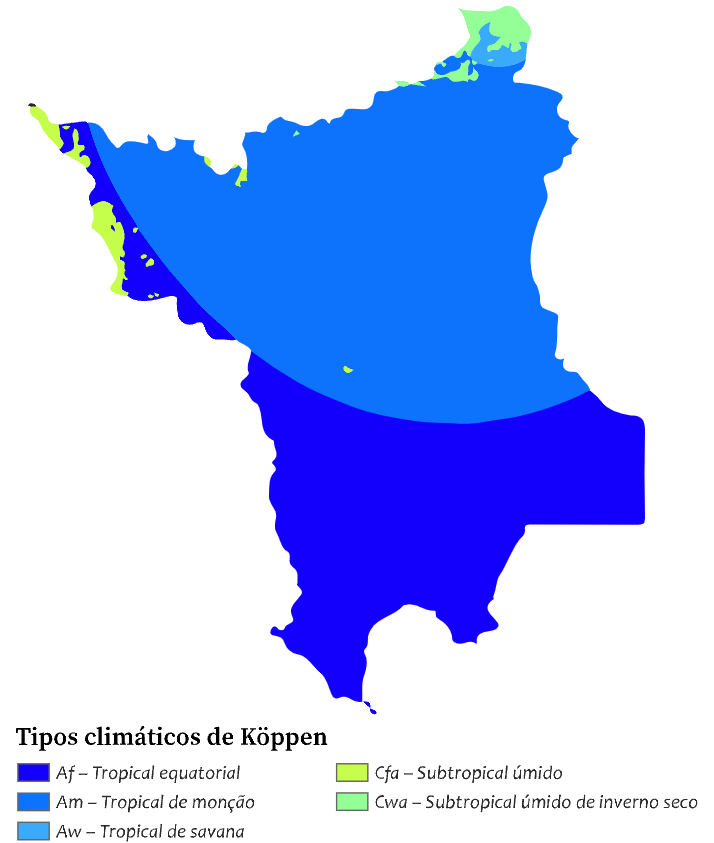 Tipos climáticos de Köppen
Af – Tropical equatorial
Am – Tropical de monção
Aw – Tropical de savana
Cfa – Subtropical úmido
Cwa – Subtropical úmido de inverno seco